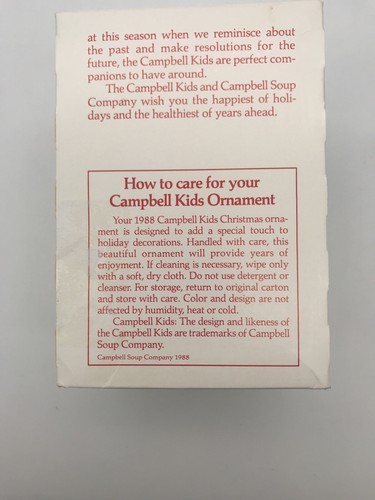 at this season when we reminisce about
the past and make resolutions for the
future, the Campbell Kids are perfect com-
panions to have around.
The Campbell Kids and Campbell Soup
Company wish you the happiest of holi-
days and the healthiest of years ahead.
How to care for your
Campbell Kids Ornament
Your 1988 Campbell Kids Christmas orna-
ment is designed to add a special touch to
holiday decorations. Handled with care, this
beautiful ornament will provide years of
enjoyment. If cleaning is necessary, wipe only
with a soft, dry cloth. Do not use detergent or
cleanser. For storage, return to original carton
and store with care. Color and design are not
affected by humidity, heat or cold.
Campbell Kids: The design and likeness of
the Campbell Kids are trademarks of Campbell
Soup Company.
Campbell Soup Company 1988